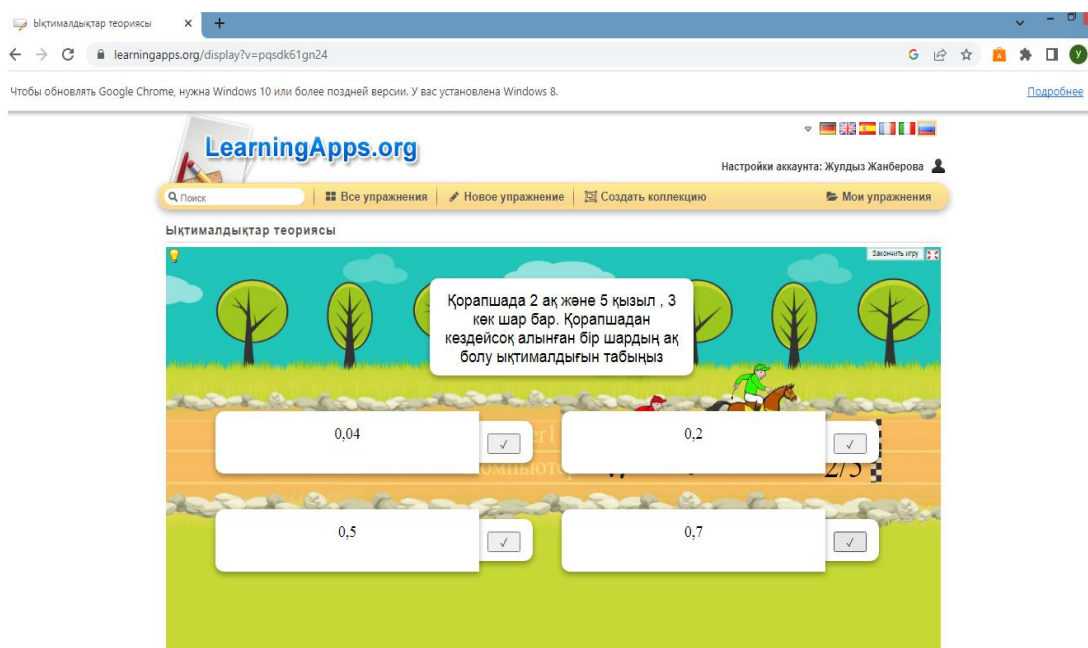 Ықтималдықтар теориясы
learningapps.org/display?v=pqsdk61gn24
Чтобы обновлять Google Chrome, нужна Windows 10 или более поздней версии. У вас установлена Windows 8.
Подробнее
LearningApps.org
Настройки аккаунта: Жулдыз Жанберова
Поиск
Все упражнения
Новое упражнение
Создать коллекцию
Мои упражнения
Ықтималдықтар теориясы
Закончить игру
Қорапшада 2 ақ және 5 қызыл , 3
көк шар бар. Қорапшадан
кездейсоқ алынған бір шардың ақ
болу ықтималдығын табыңыз
0,04
0,2
2/5
0,5
0,7